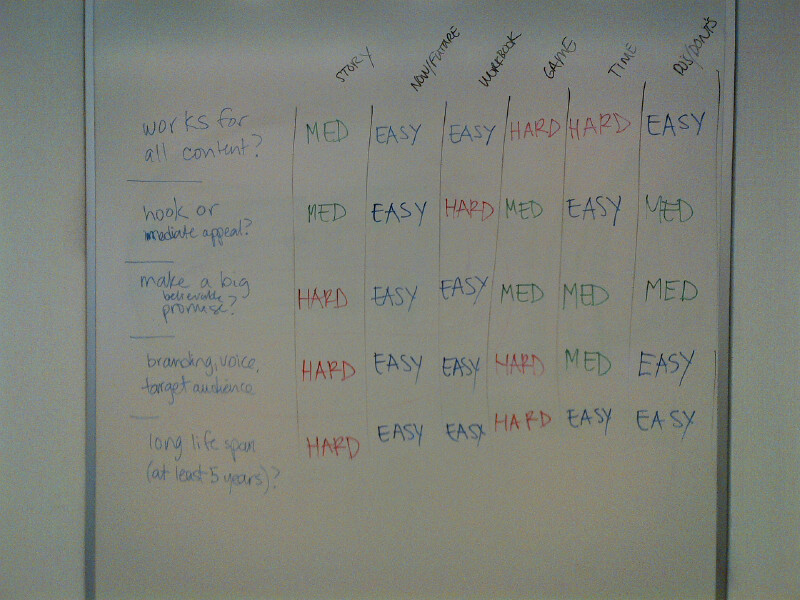 STORY NOW/FUTURE WORKBOOK GAME TIME DOS/DONTS
works for
all content?
MED EASY EASY HARD HARD EASY
hook or
mediate appeal?
MED EASY HARD MED EASY MED
make a big
believable
promise?
HARD EASY EASY MED MED MED
branding, voice,
target audience
HARD EASY EASY HARD MED EASY
long life span
(at least 5 years)?
HARD EASY EASY HARD EASY EASY